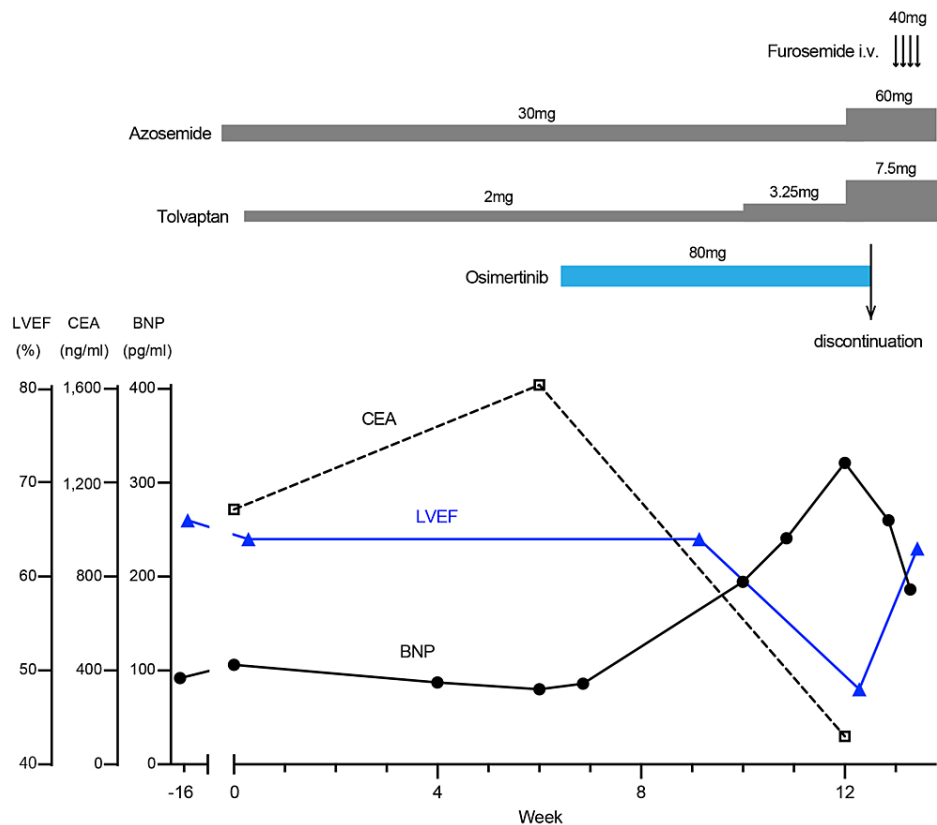 40mg
Furosemide i.v.
60mg
30mg
Azosemide
7.5mg
3.25mg
2mg
Tolvaptan
80mg
Osimertinib
discontinuation
LVEF CEA BNP
(%) (ng/ml) (pg/ml)
80 1,600 400
CEA
70 1,200 300
LVEF
60 800 200
BNP
50 400 100
40 0 0
-16 0 4 8 12
Week